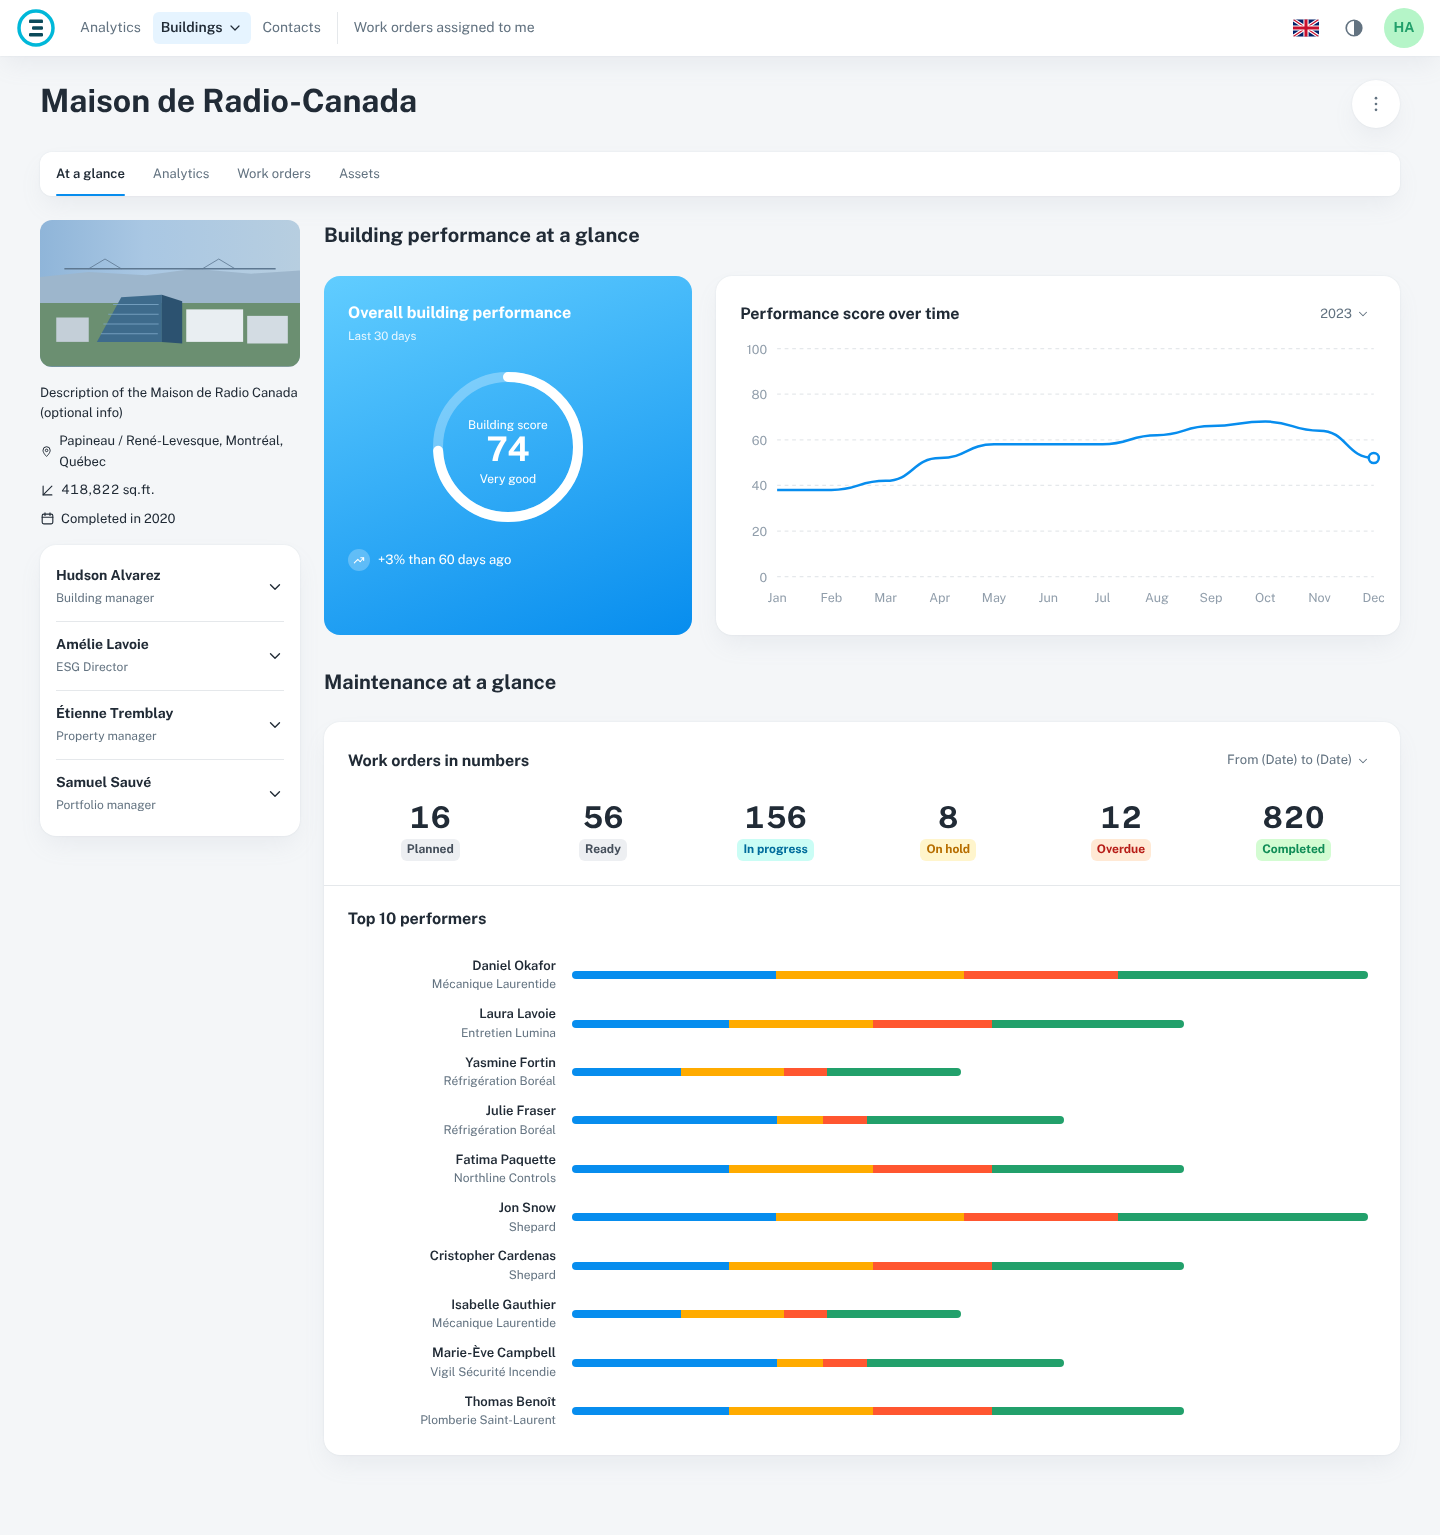 Analytics
Buildings
Contacts
Work orders assigned to me
HA
Maison de Radio-Canada
At a glance
Analytics
Work orders
Assets
Description of the Maison de Radio Canada
(optional info)
Papineau / René-Levesque, Montréal,
Québec
418,822 sq.ft.
Completed in 2020
Hudson Alvarez
Building manager
Amélie Lavoie
ESG Director
Étienne Tremblay
Property manager
Samuel Sauvé
Portfolio manager
Building performance at a glance
Overall building performance
Last 30 days
Building score
74
Very good
+3% than 60 days ago
Performance score over time
2023
100
80
60
40
20
0
Jan Feb Mar Apr May Jun Jul Aug Sep Oct Nov Dec
Maintenance at a glance
Work orders in numbers
From (Date) to (Date)
16
Planned
56
Ready
156
In progress
8
On hold
12
Overdue
820
Completed
Top 10 performers
Daniel Okafor
Mécanique Laurentide
Laura Lavoie
Entretien Lumina
Yasmine Fortin
Réfrigération Boréal
Julie Fraser
Réfrigération Boréal
Fatima Paquette
Northline Controls
Jon Snow
Shepard
Cristopher Cardenas
Shepard
Isabelle Gauthier
Mécanique Laurentide
Marie-Ève Campbell
Vigil Sécurité Incendie
Thomas Benoît
Plomberie Saint-Laurent